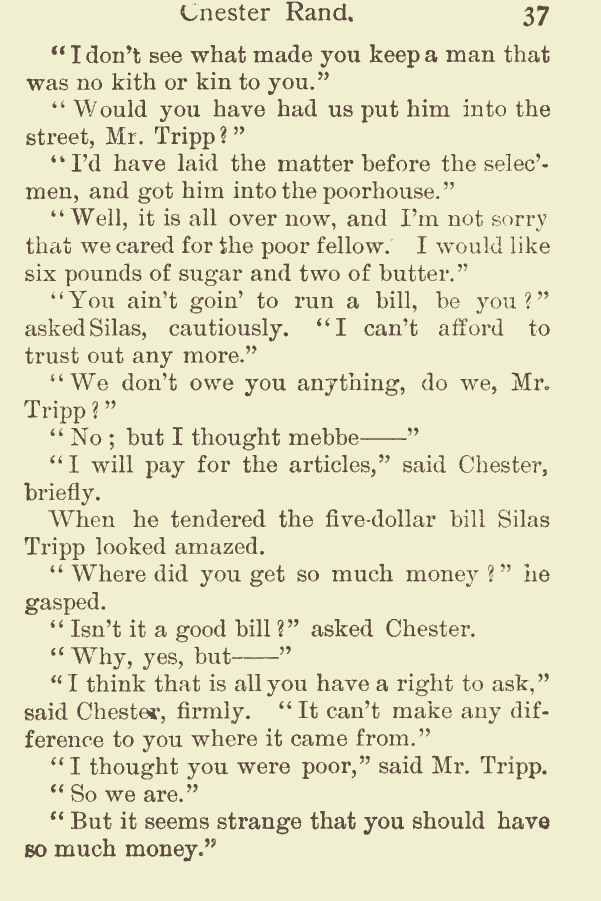 Chester Rand. 37
“I don’t see what made you keep a man that
was no kith or kin to you.”
“Would you have had us put him into the
street, Mr. Tripp?”
“I’d have laid the matter before the selec’-
men, and got him into the poorhouse.”
“Well, it is all over now, and I’m not sorry
that we cared for the poor fellow. I would like
six pounds of sugar and two of butter.”
“You ain’t goin’ to run a bill, be you?”
asked Silas, cautiously. “I can’t afford to
trust out any more.”
“We don’t owe you anything, do we, Mr.
Tripp?”
“No; but I thought mebbe——”
“I will pay for the articles,” said Chester,
briefly.
When he tendered the five-dollar bill Silas
Tripp looked amazed.
“Where did you get so much money?” he
gasped.
“Isn’t it a good bill?” asked Chester.
“Why, yes, but——”
“I think that is all you have a right to ask,”
said Chester, firmly. “It can’t make any dif-
ference to you where it came from.”
“I thought you were poor,” said Mr. Tripp.
“So we are.”
“But it seems strange that you should have
so much money.”